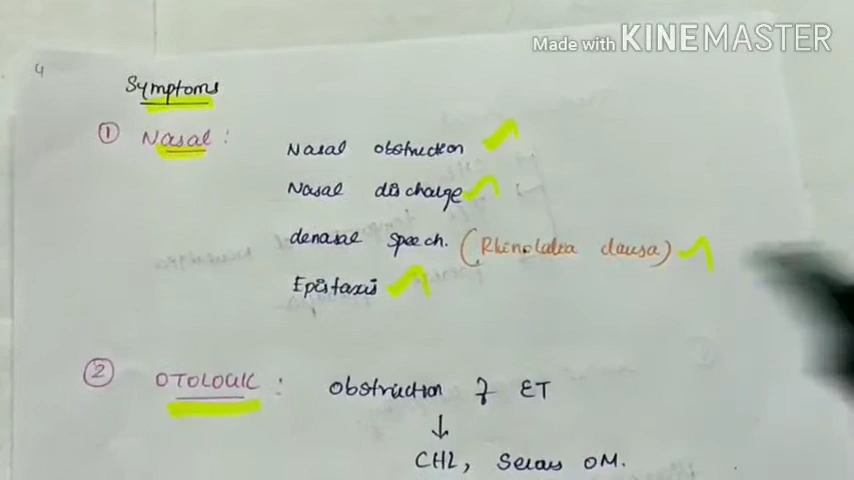 Made with KINEMASTER
4
Symptoms
① Nasal :
Nasal obstruction
Nasal discharge
denasal speech. (Rhinolalia clausa)
Epistaxis
② OTOLOGIC : obstruction of ET
↓
CHL, Serous OM.